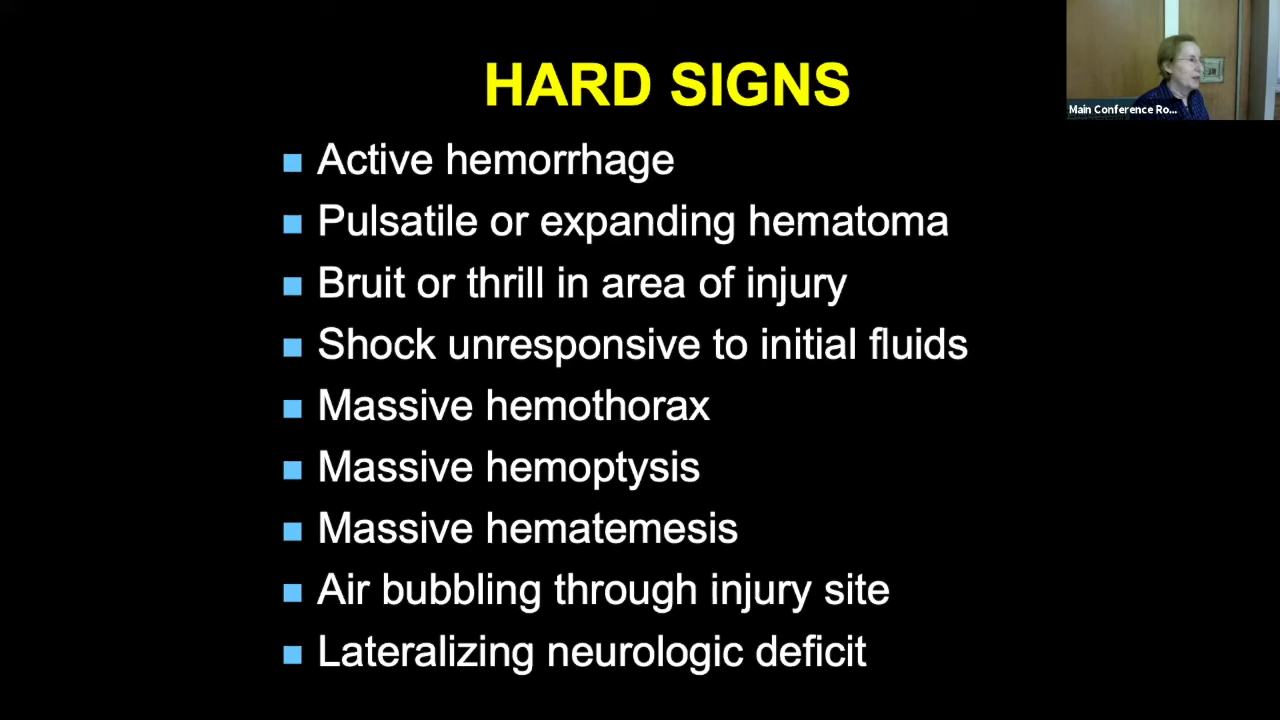 HARD SIGNS
Main Conference Ro...
Active hemorrhage
Pulsatile or expanding hematoma
Bruit or thrill in area of injury
Shock unresponsive to initial fluids
Massive hemothorax
Massive hemoptysis
Massive hematemesis
Air bubbling through injury site
Lateralizing neurologic deficit